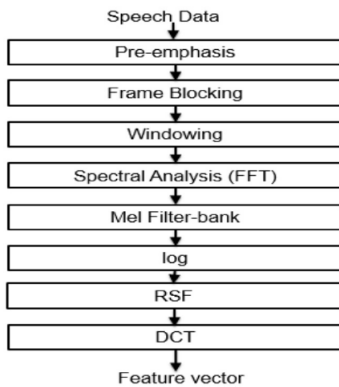 Speech Data
Pre-emphasis
Frame Blocking
Windowing
Spectral Analysis (FFT)
Mel Filter-bank
log
RSF
DCT
Feature vector